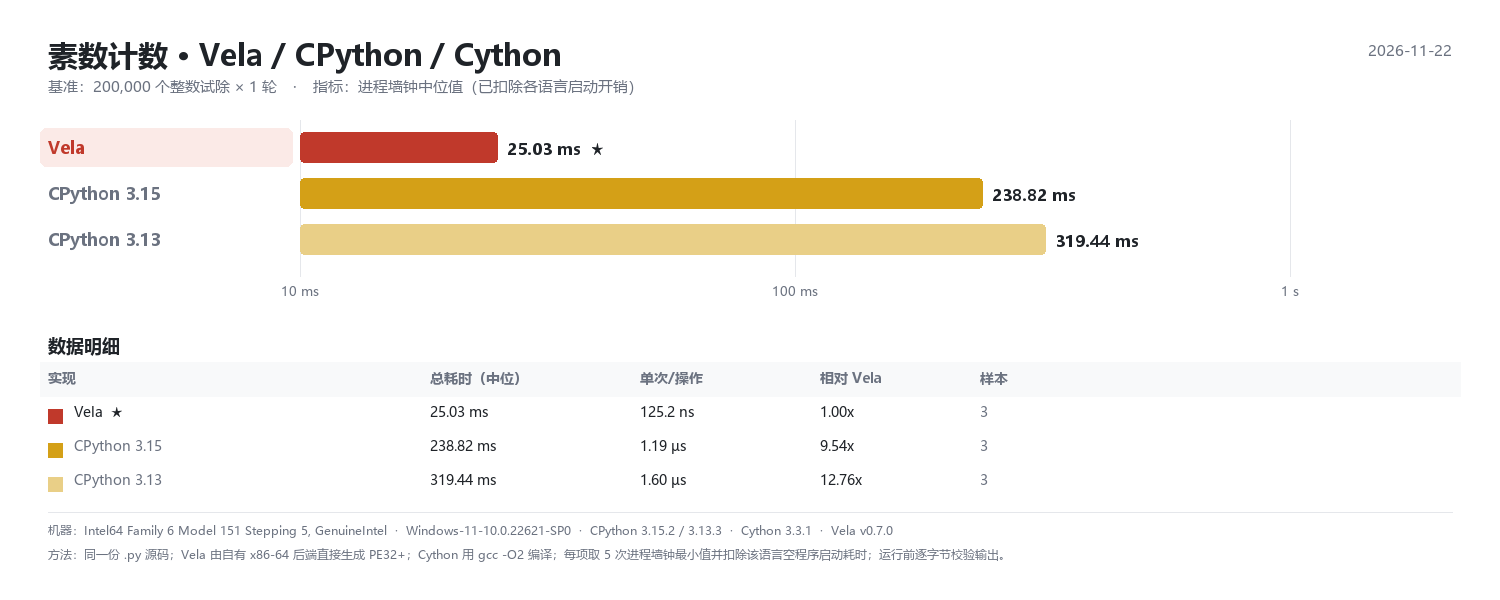 素数计数 • Vela / CPython / Cython
2026-11-22
基准：200,000 个整数试除 × 1 轮 · 指标：进程墙钟中位值（已扣除各语言启动开销）
Vela 25.03 ms ★
CPython 3.15 238.82 ms
CPython 3.13 319.44 ms
10 ms 100 ms 1 s
数据明细
实现 总耗时（中位） 单次/操作 相对 Vela 样本
Vela ★ 25.03 ms 125.2 ns 1.00x 3
CPython 3.15 238.82 ms 1.19 µs 9.54x 3
CPython 3.13 319.44 ms 1.60 µs 12.76x 3
机器：Intel64 Family 6 Model 151 Stepping 5, GenuineIntel · Windows-11-10.0.22621-SP0 · CPython 3.15.2 / 3.13.3 · Cython 3.3.1 · Vela v0.7.0
方法：同一份 .py 源码；Vela 由自有 x86-64 后端直接生成 PE32+；Cython 用 gcc -O2 编译；每项取 5 次进程墙钟最小值并扣除该语言空程序启动耗时；运行前逐字节校验输出。